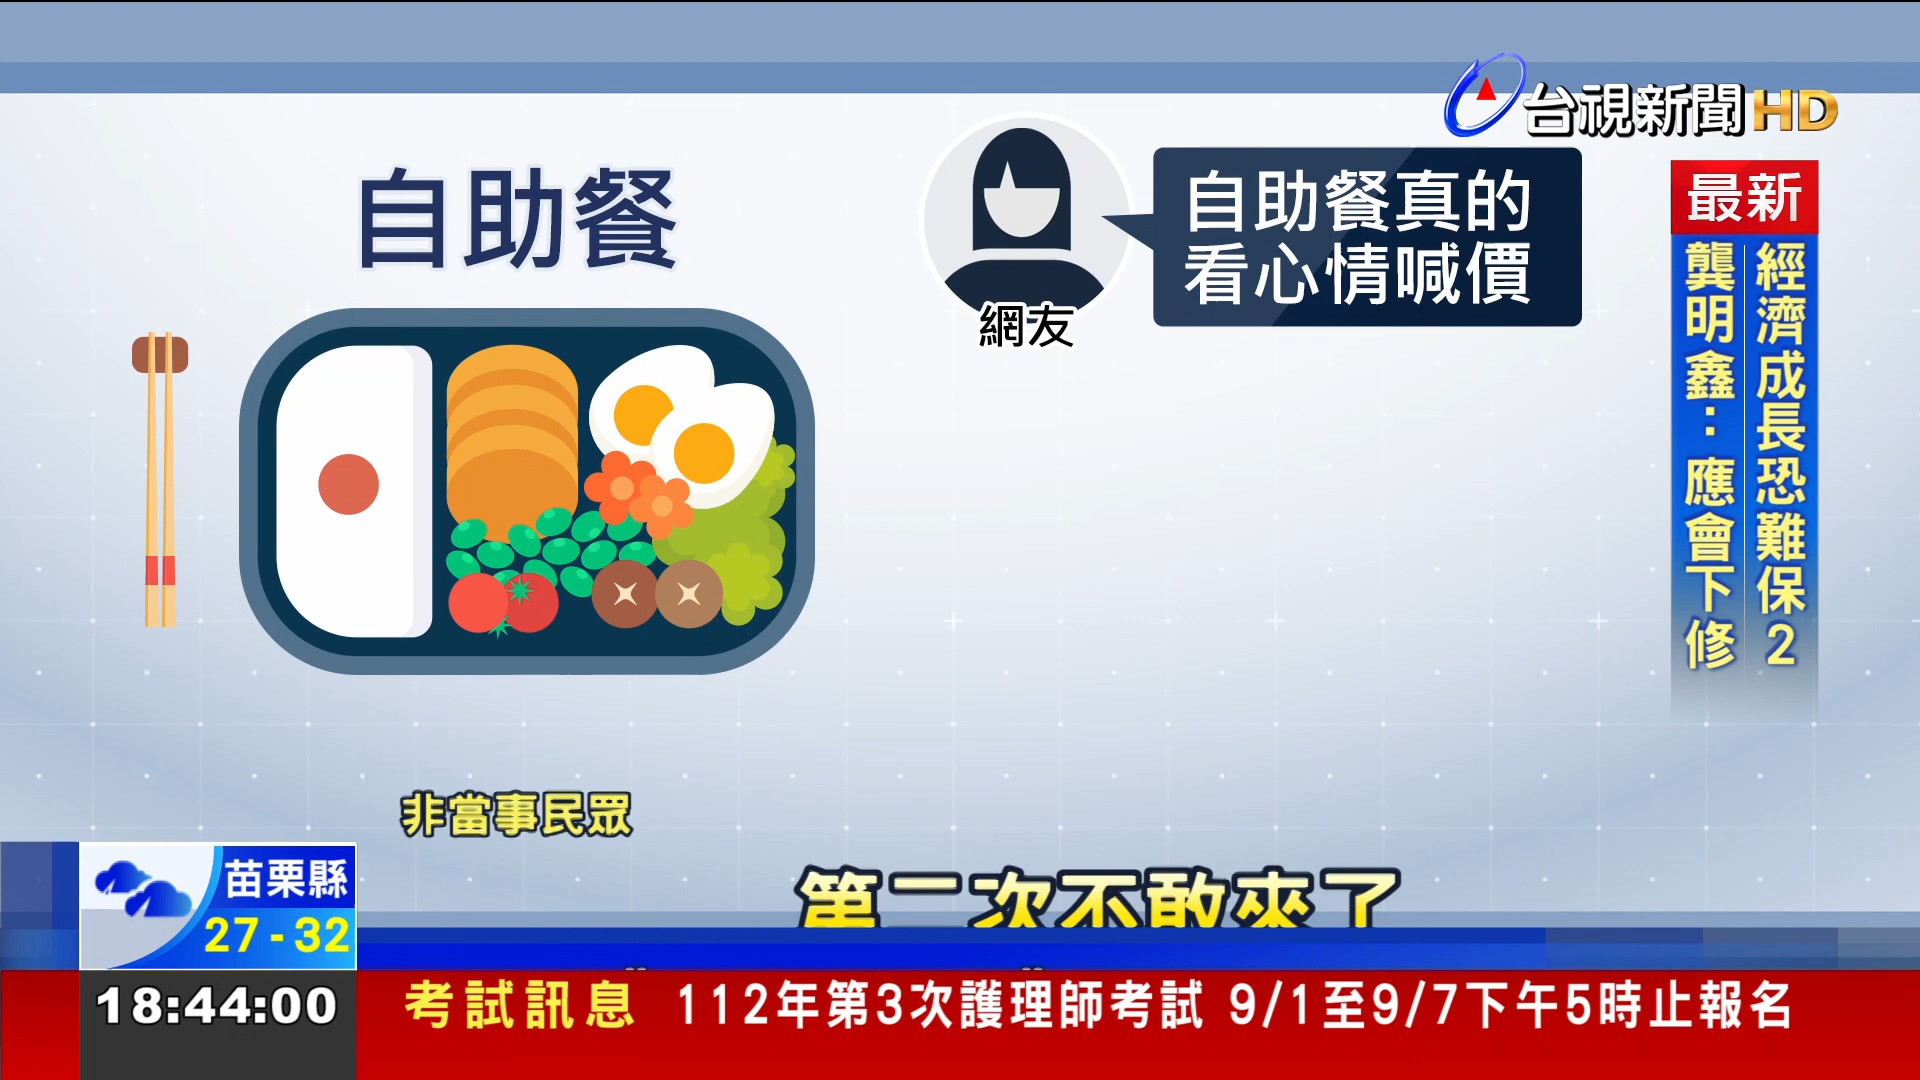 台視新聞HD
自助餐
自助餐真的
看心情喊價
網友
最新
經濟成長恐難保2
龔明鑫：應會下修
非當事民眾
第二次不敢來了
苗栗縣
27-32
18:44:00
考試訊息 112年第3次護理師考試 9/1至9/7下午5時止報名